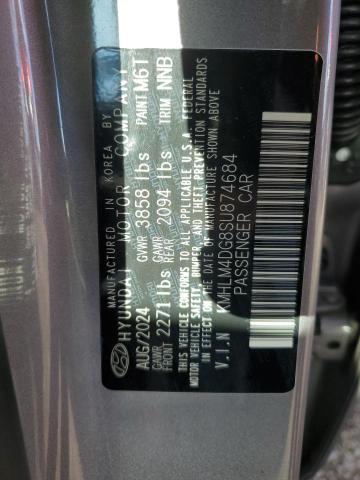 MANUFACTURED IN KOREA BY
HYUNDAI MOTOR COMPANY
AUG/2024 GVWR 3858 lbs PAINT M6T
GAWR FRONT 2271 lbs GAWR REAR 2094 lbs TRIM NNB
THIS VEHICLE CONFORMS TO ALL APPLICABLE U.S.A. FEDERAL
MOTOR VEHICLE SAFETY, BUMPER, AND THEFT PREVENTION STANDARDS
IN EFFECT ON THE DATE OF MANUFACTURE SHOWN ABOVE
V.I.N KMHLM4DG8SU874684
PASSENGER CAR